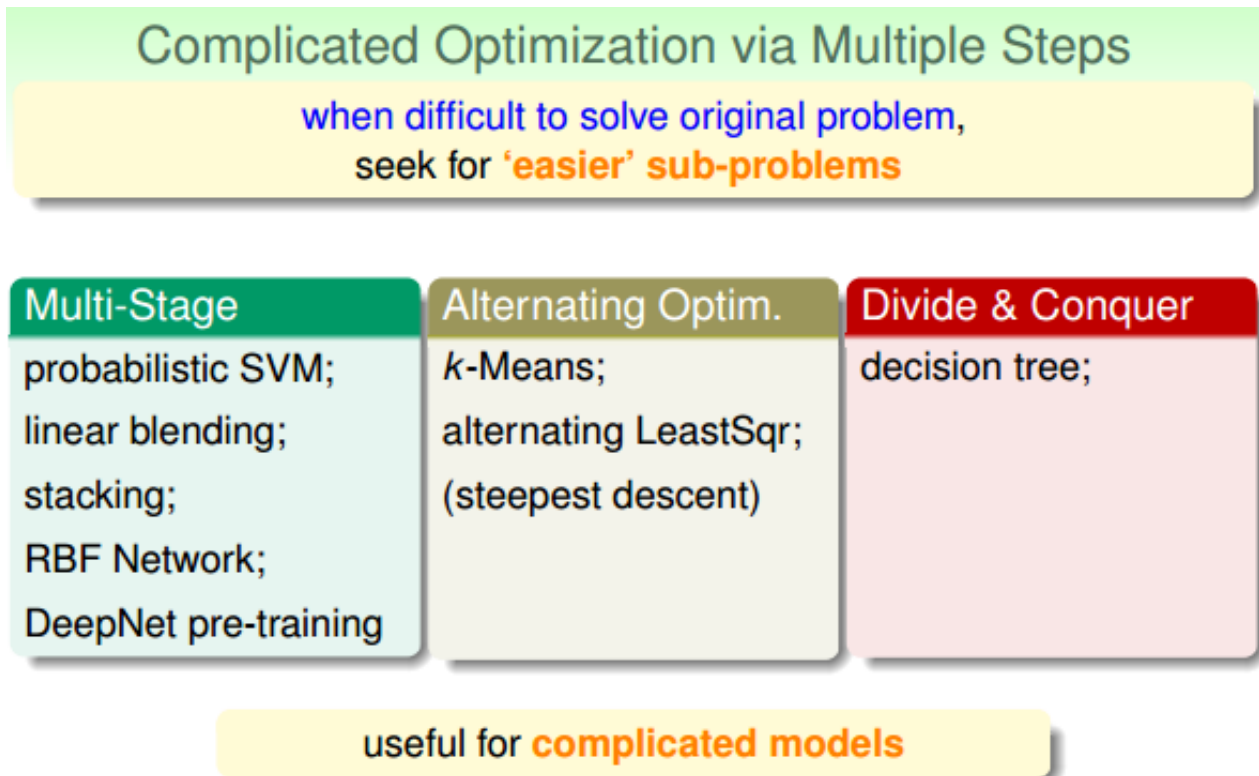 Complicated Optimization via Multiple Steps
when difficult to solve original problem,
seek for ‘easier’ sub-problems
Multi-Stage
probabilistic SVM;
linear blending;
stacking;
RBF Network;
DeepNet pre-training
Alternating Optim.
k-Means;
alternating LeastSqr;
(steepest descent)
Divide & Conquer
decision tree;
useful for complicated models